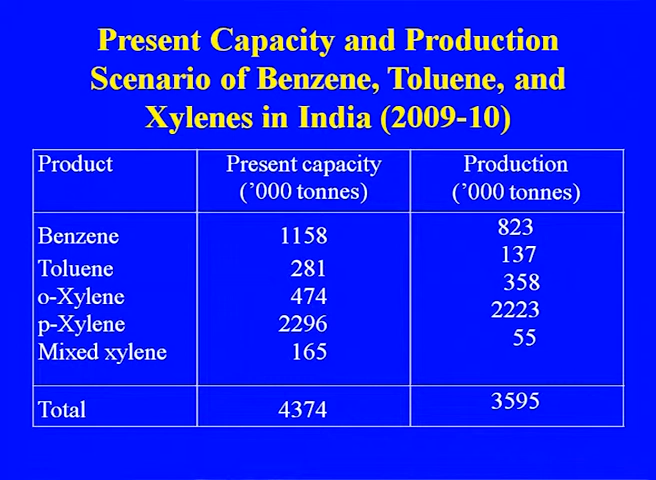 Present Capacity and Production
Scenario of Benzene, Toluene, and
Xylenes in India (2009-10)
Product Present capacity Production
(’000 tonnes) (’000 tonnes)
Benzene 1158 823
Toluene 281 137
o-Xylene 474 358
p-Xylene 2296 2223
Mixed xylene 165 55
Total 4374 3595